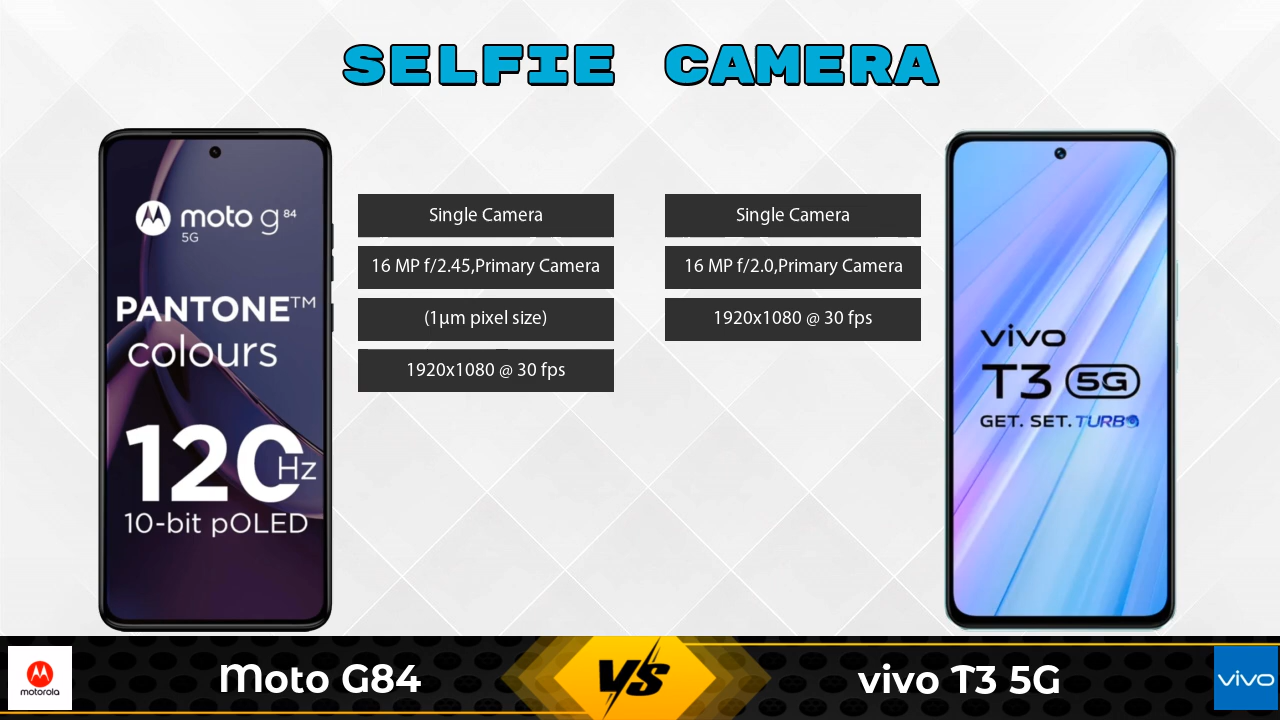 SELFIE CAMERA
moto g 84
5G
PANTONE™
colours
120Hz
10-bit pOLED
Single Camera
16 MP f/2.45,Primary Camera
(1µm pixel size)
1920x1080 @ 30 fps
Single Camera
16 MP f/2.0,Primary Camera
1920x1080 @ 30 fps
vivo
T3 5G
GET. SET. TURBO
motorola
Moto G84
VS
vivo T3 5G
vivo